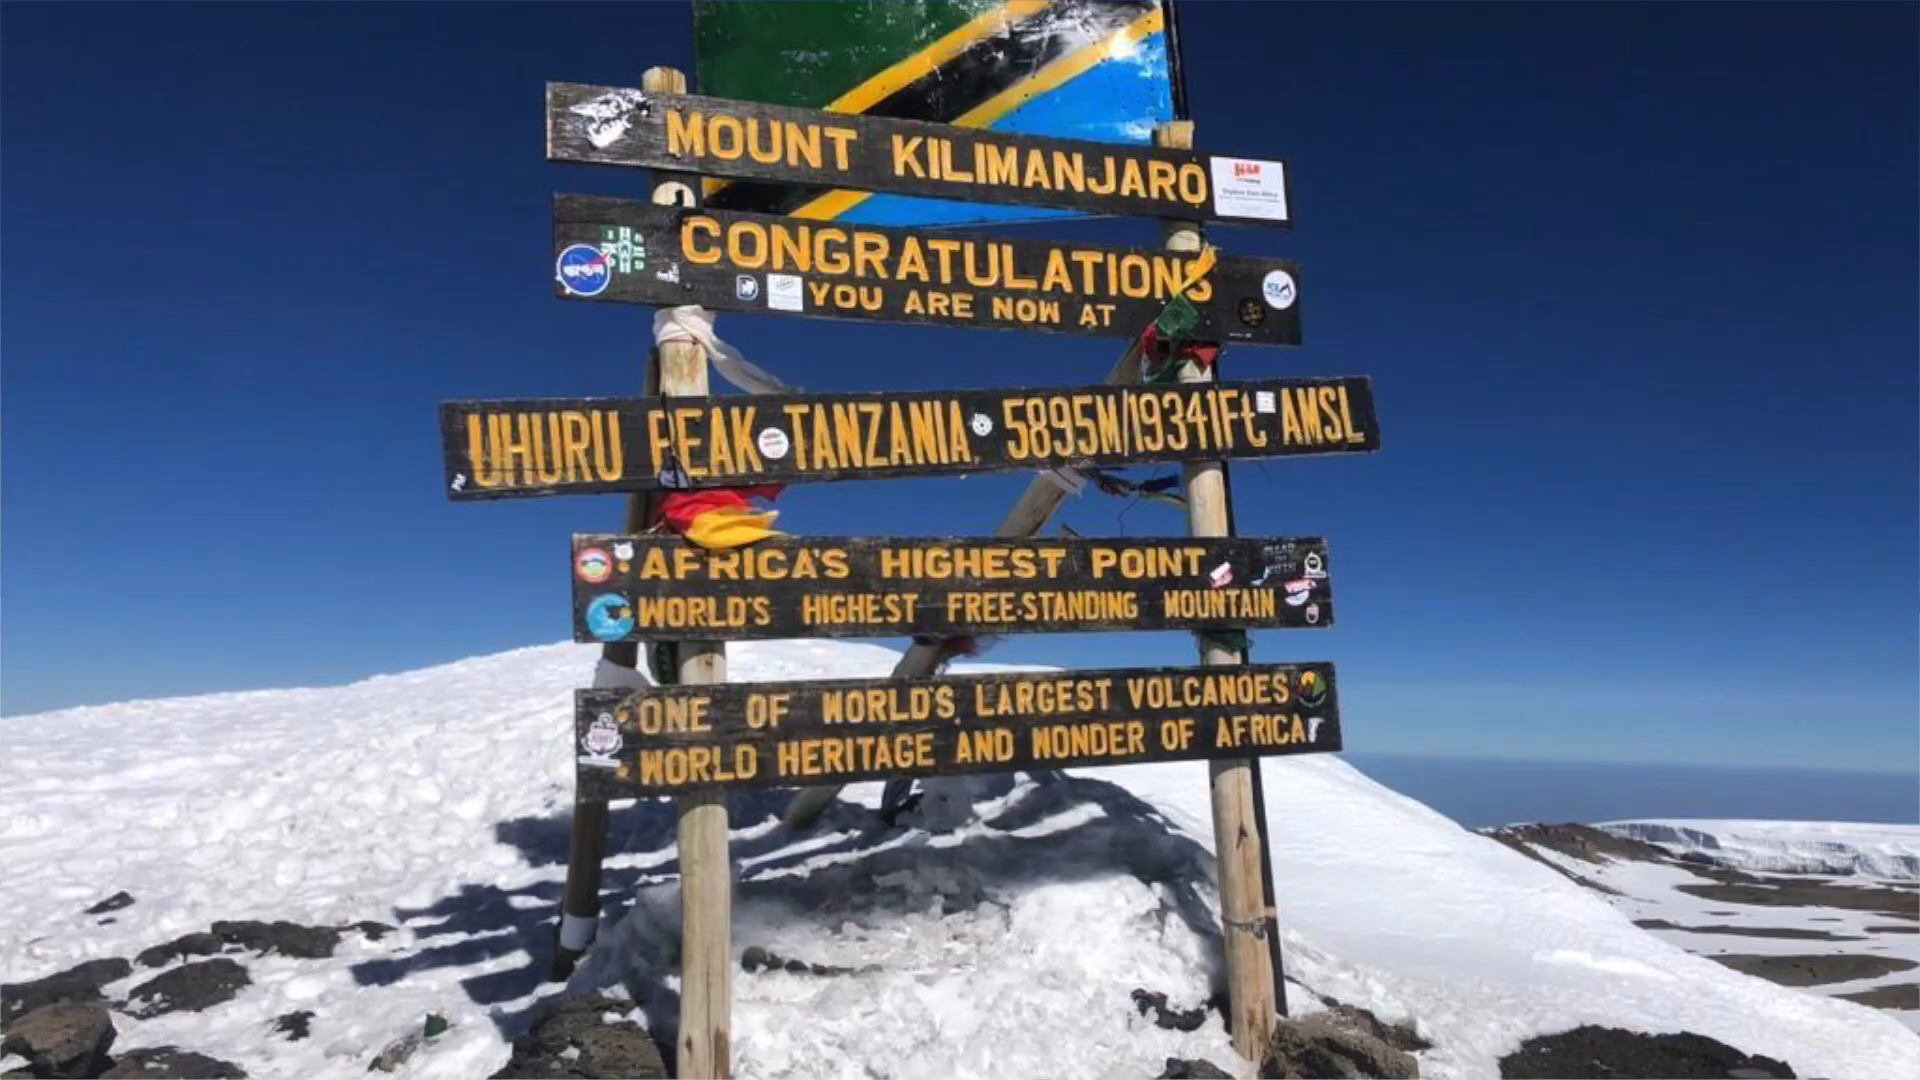 MOUNT KILIMANJARO
CONGRATULATIONS
YOU ARE NOW AT
UHURU PEAK TANZANIA 5895M/19341Ft AMSL
AFRICA'S HIGHEST POINT
WORLD'S HIGHEST FREE-STANDING MOUNTAIN
ONE OF WORLD'S LARGEST VOLCANOES
WORLD HERITAGE AND WONDER OF AFRICA